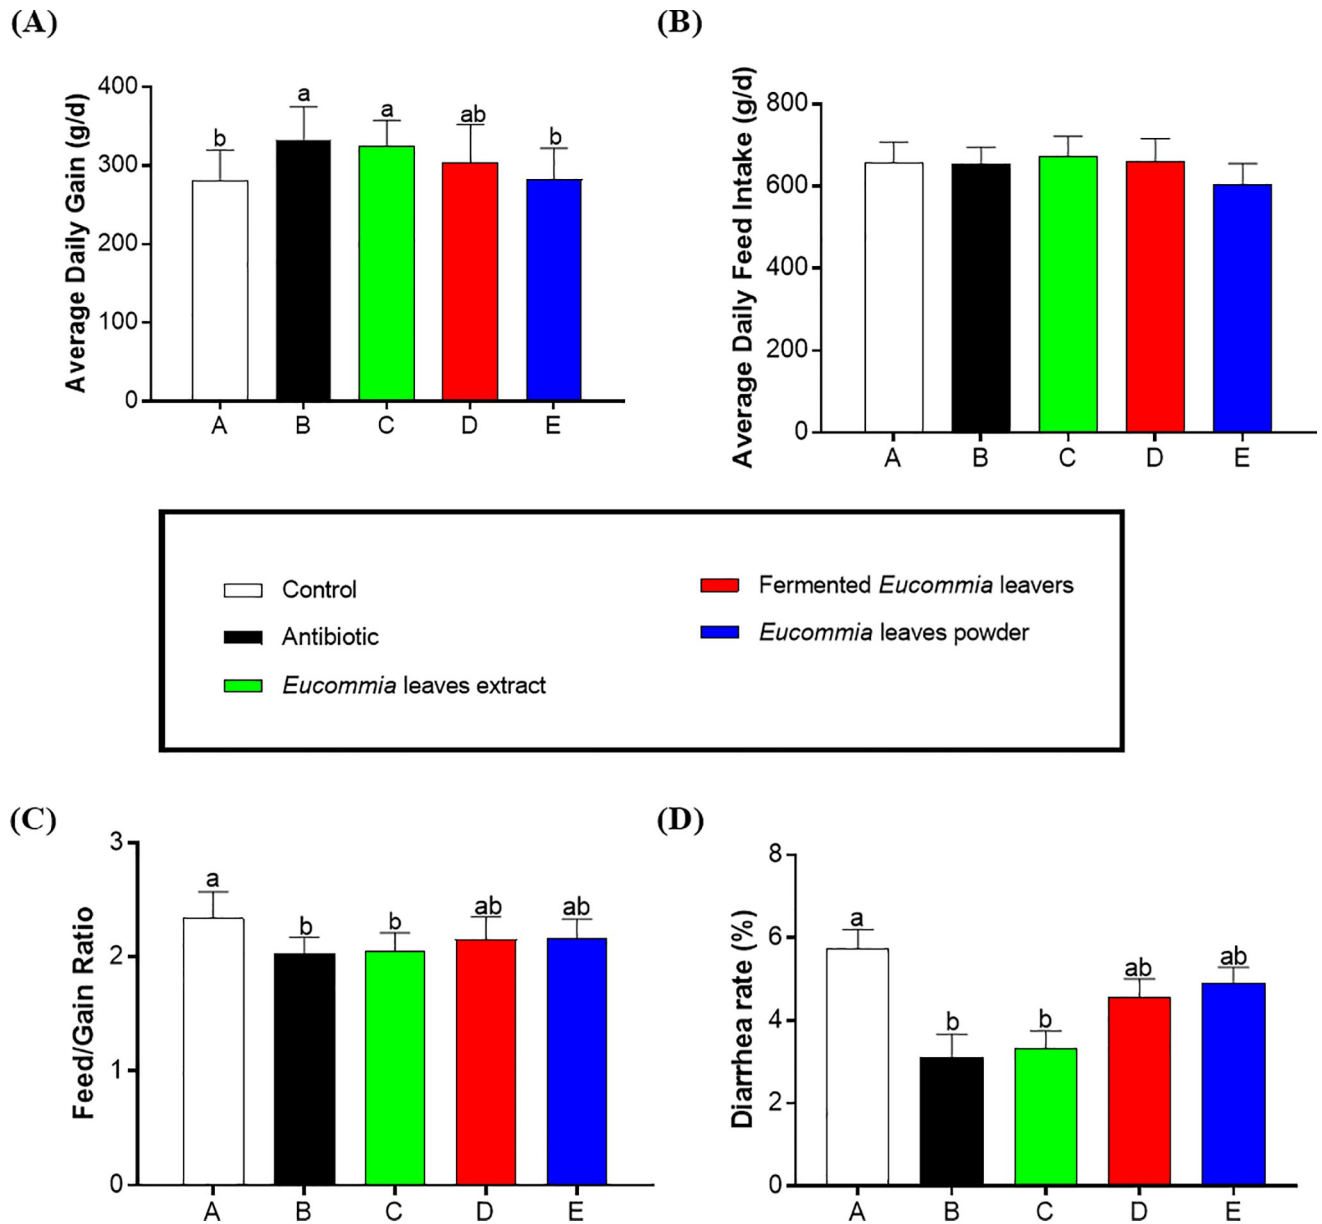 (A)
Average Daily Gain (g/d)
400
300
200
100
0
b
a
a
ab
b
A B C D E
(B)
Average Daily Feed Intake (g/d)
800
600
400
200
0
A B C D E
Control
Antibiotic
Eucommia leaves extract
Fermented Eucommia leavers
Eucommia leaves powder
(C)
Feed/Gain Ratio
3
2
1
0
a
b
b
ab
ab
A B C D E
(D)
Diarrhea rate (%)
8
6
4
2
0
a
b
b
ab
ab
A B C D E